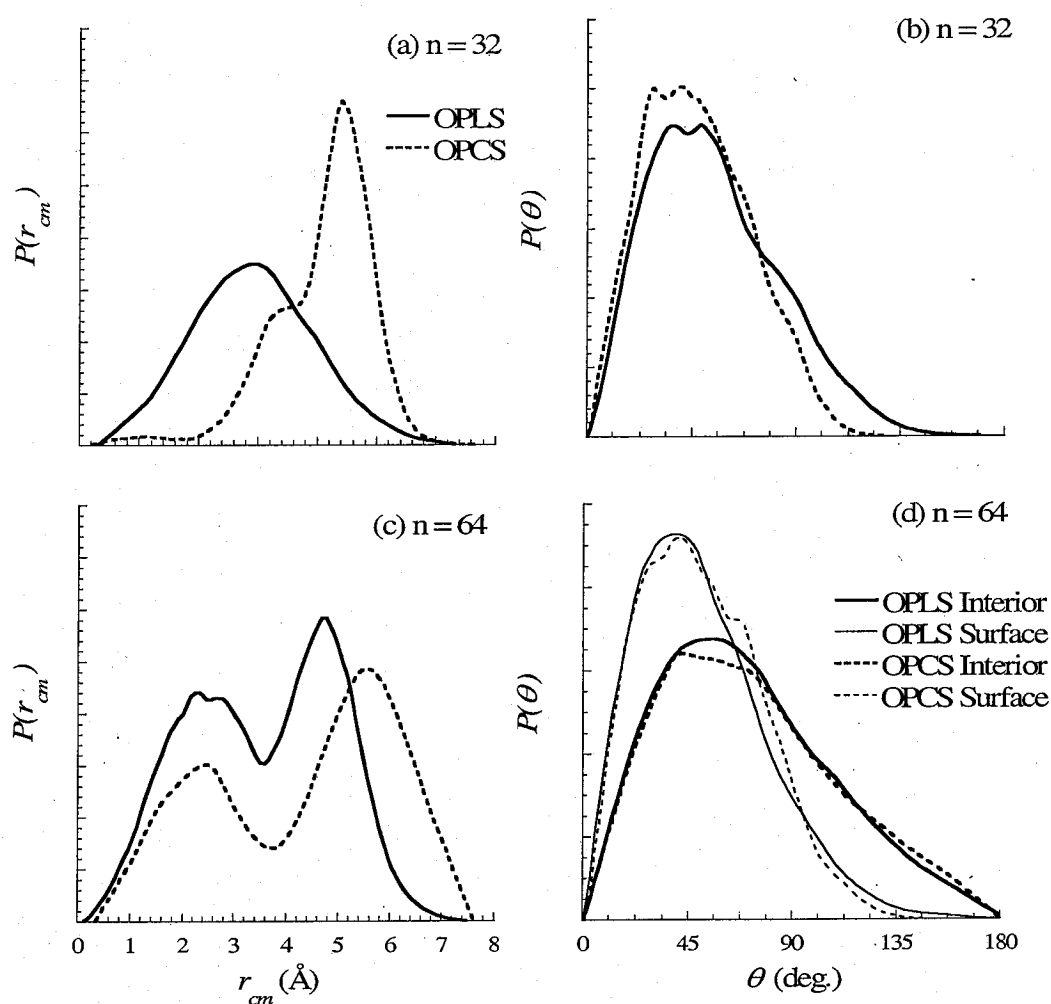 (a) n = 32
OPLS
OPCS
P(r_cm)
(b) n = 32
P(θ)
(c) n = 64
P(r_cm)
0 1 2 3 4 5 6 7 8
r_cm (Å)
(d) n = 64
OPLS Interior
OPLS Surface
OPCS Interior
OPCS Surface
P(θ)
0 45 90 135 180
θ (deg.)